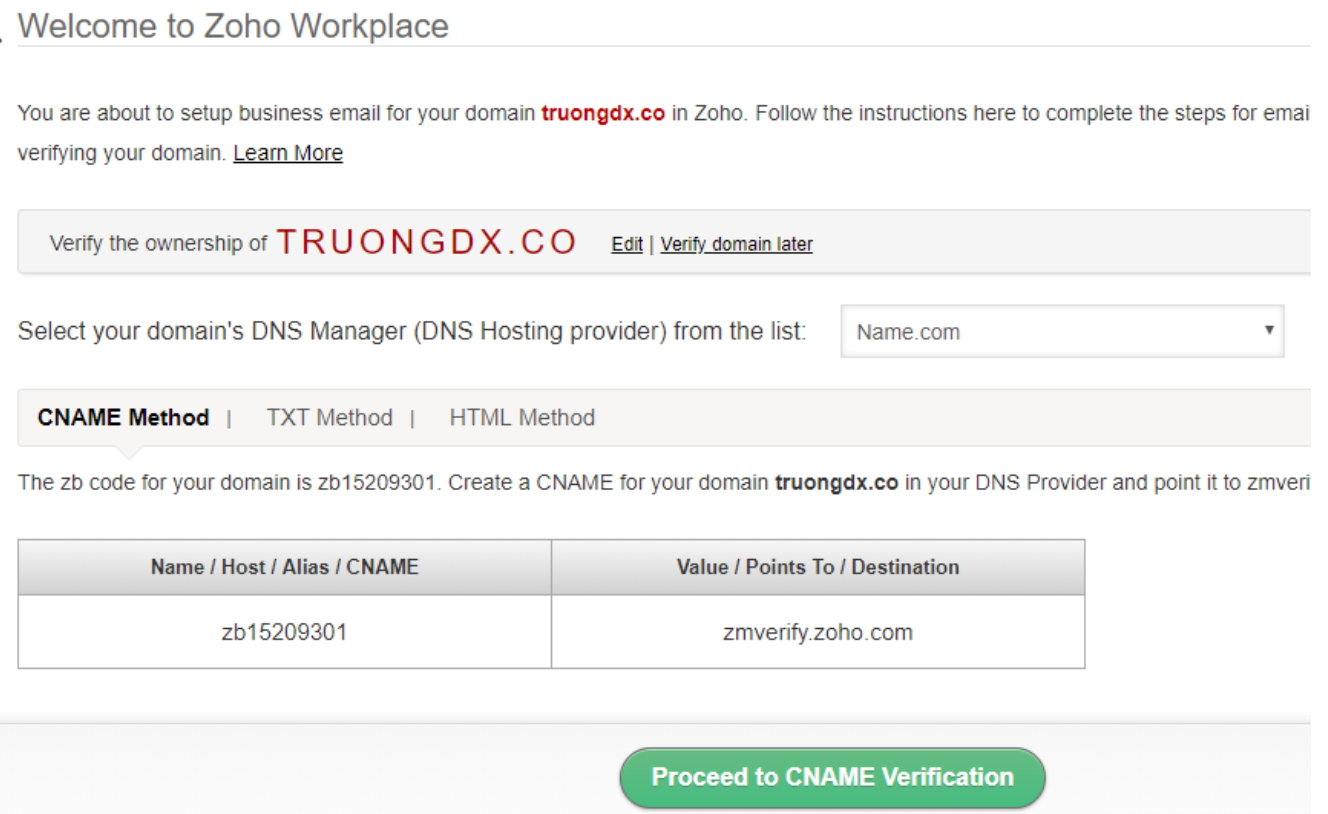 Welcome to Zoho Workplace
You are about to setup business email for your domain truongdx.co in Zoho. Follow the instructions here to complete the steps for emai
verifying your domain. Learn More
Verify the ownership of TRUONGDX.CO Edit | Verify domain later
Select your domain's DNS Manager (DNS Hosting provider) from the list: Name.com
CNAME Method | TXT Method | HTML Method
The zb code for your domain is zb15209301. Create a CNAME for your domain truongdx.co in your DNS Provider and point it to zmveri
Name / Host / Alias / CNAME Value / Points To / Destination
zb15209301 zmverify.zoho.com
Proceed to CNAME Verification